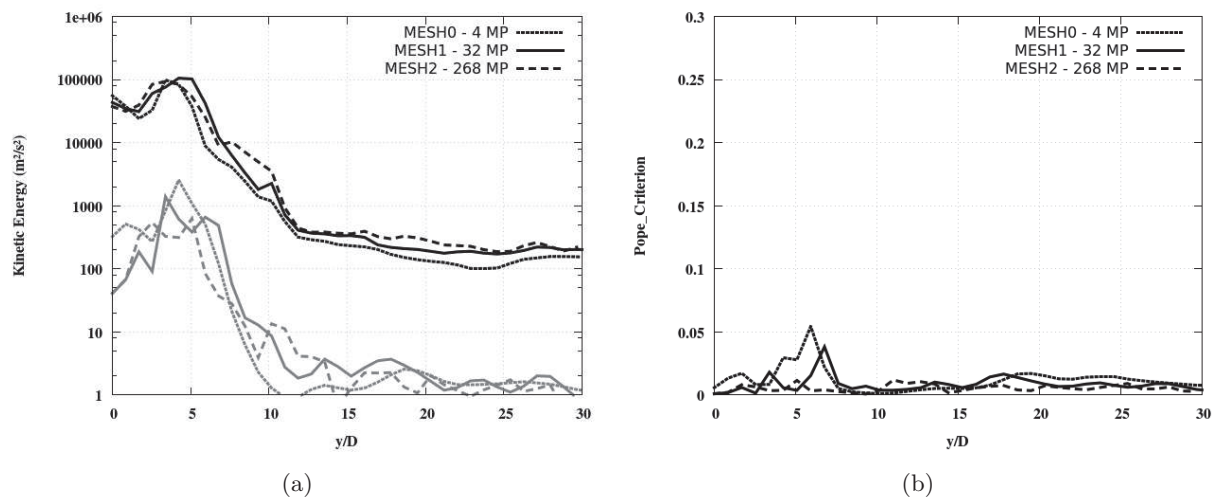 1e+06
100000
10000
1000
100
10
1
Kinetic Energy (m²/s²)
MESH0 - 4 MP
MESH1 - 32 MP
MESH2 - 268 MP
0 5 10 15 20 25 30
y/D
(a)
0.3
0.25
0.2
0.15
0.1
0.05
0
Pope_Criterion
MESH0 - 4 MP
MESH1 - 32 MP
MESH2 - 268 MP
0 5 10 15 20 25 30
y/D
(b)